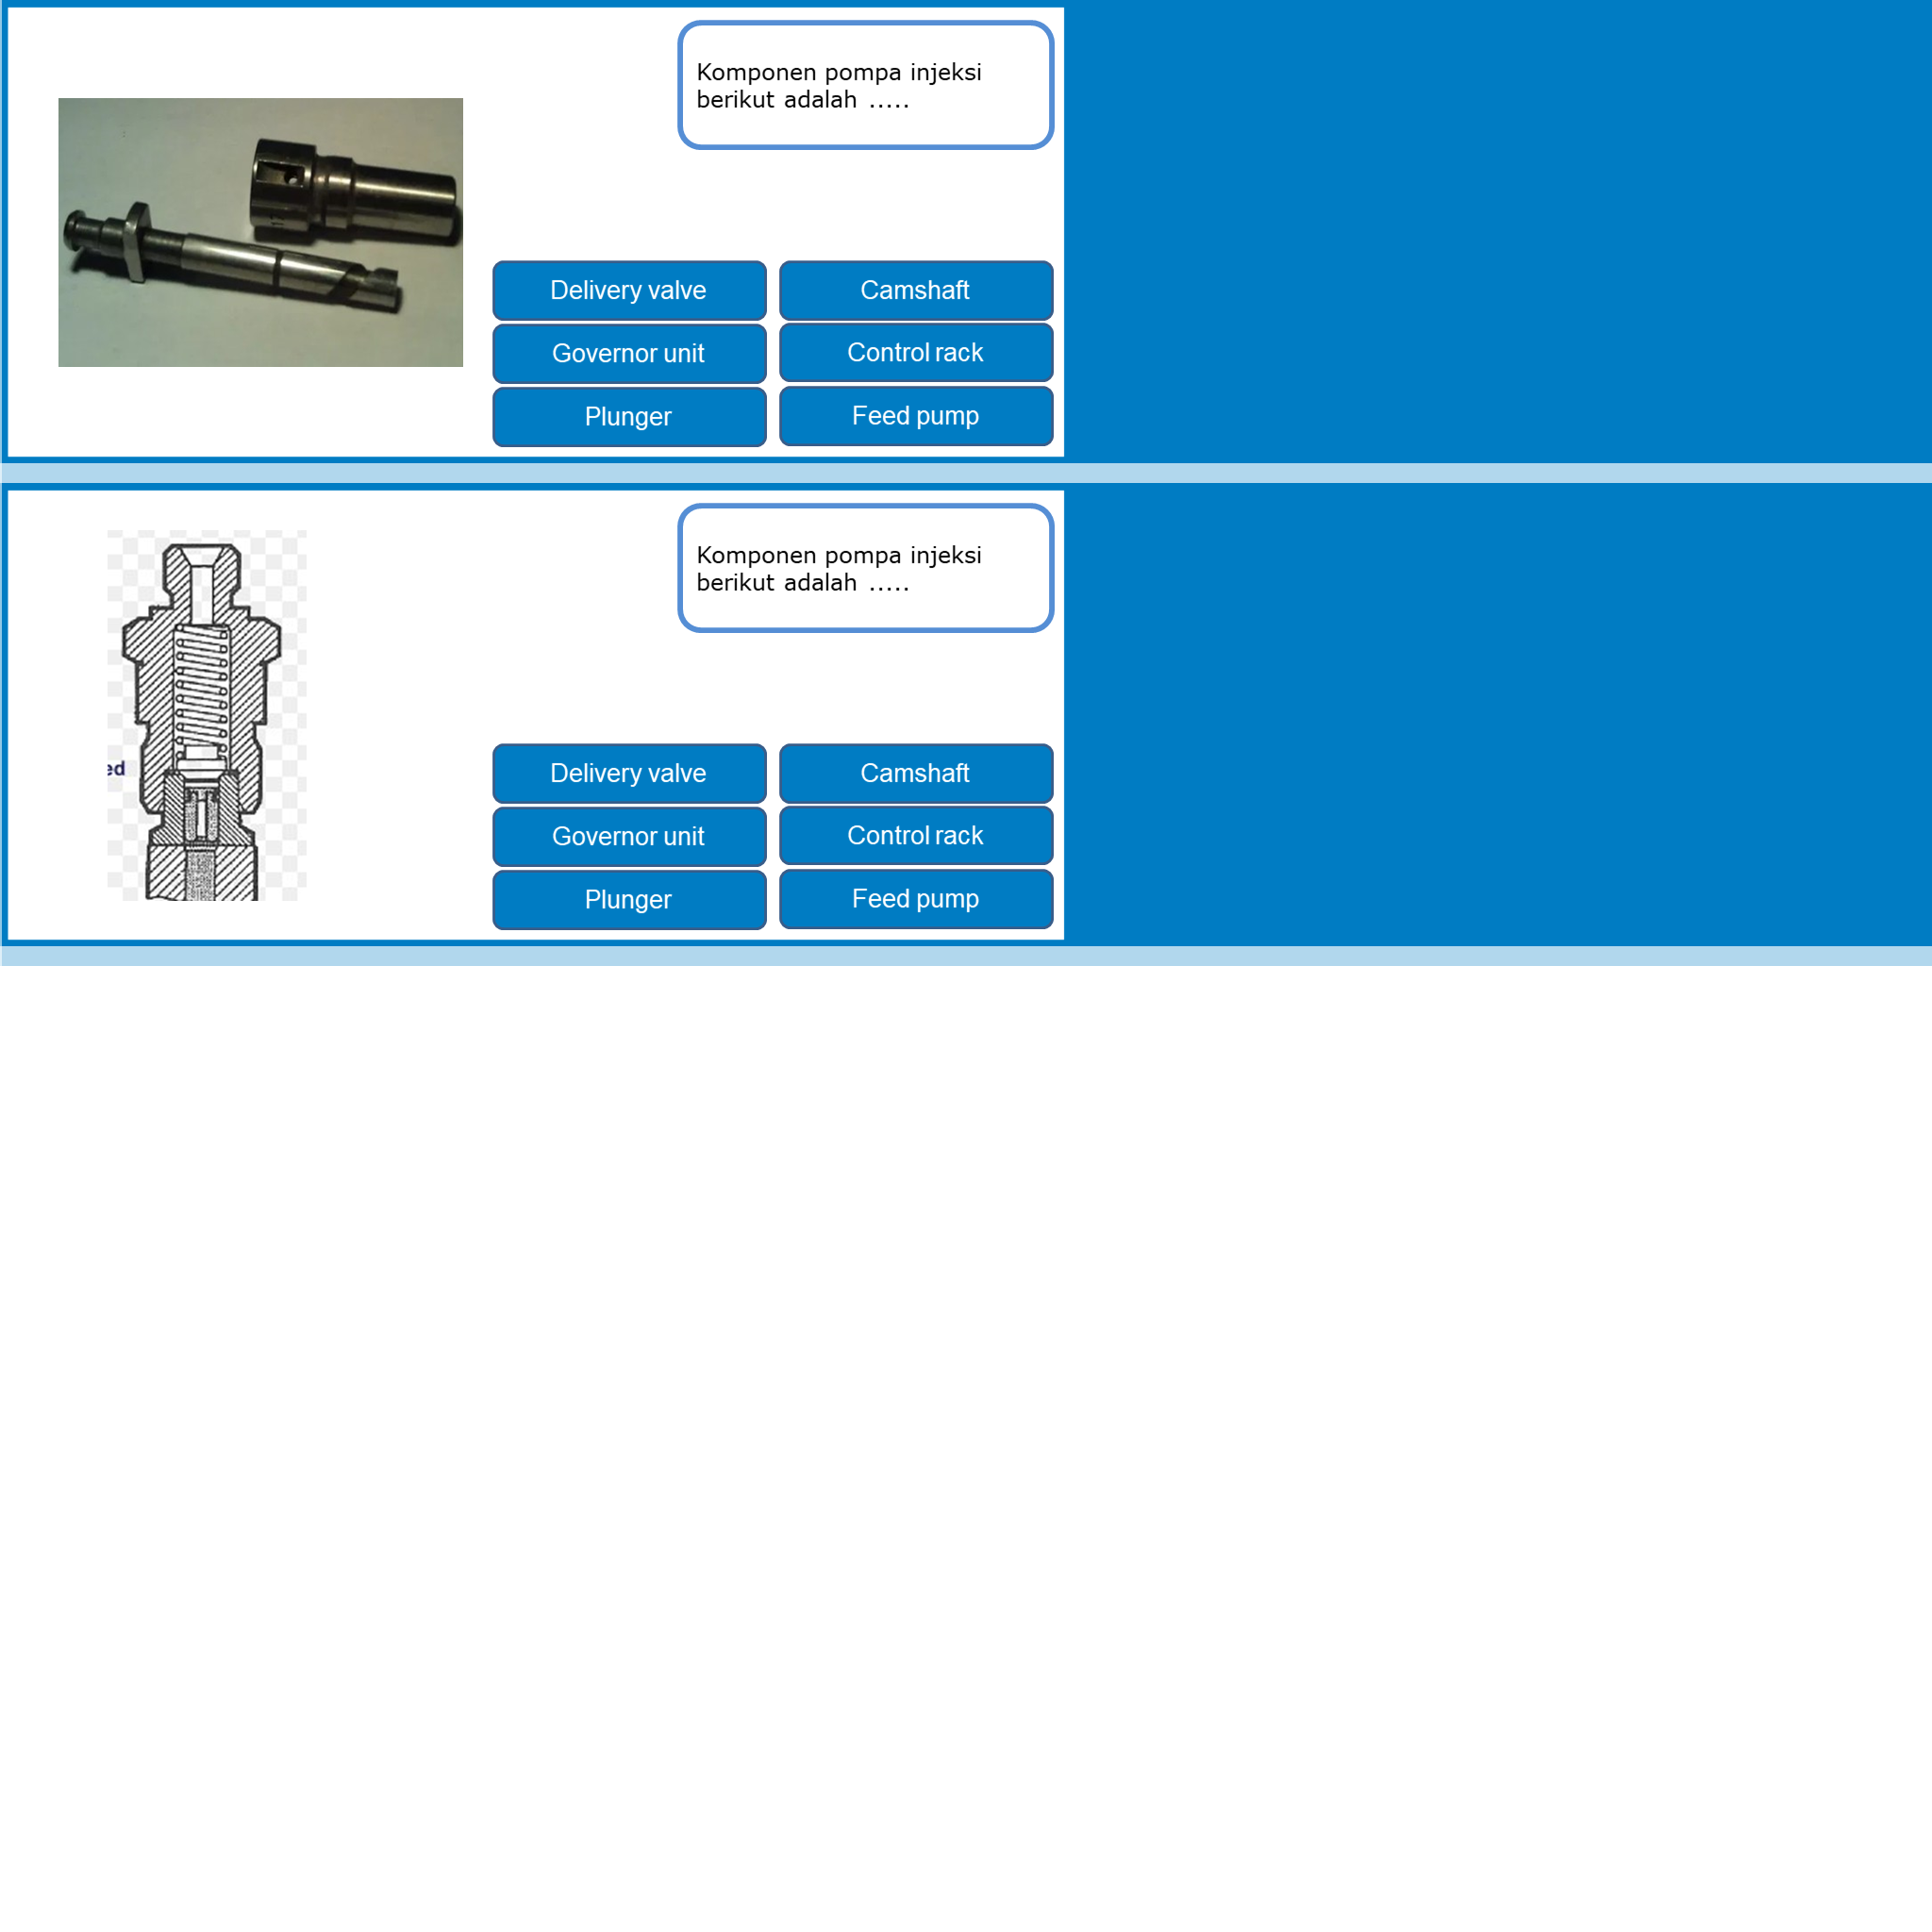 Komponen pompa injeksi
berikut adalah .....
17
Delivery valve
Camshaft
Governor unit
Control rack
Plunger
Feed pump
Komponen pompa injeksi
berikut adalah .....
ed
Delivery valve
Camshaft
Governor unit
Control rack
Plunger
Feed pump